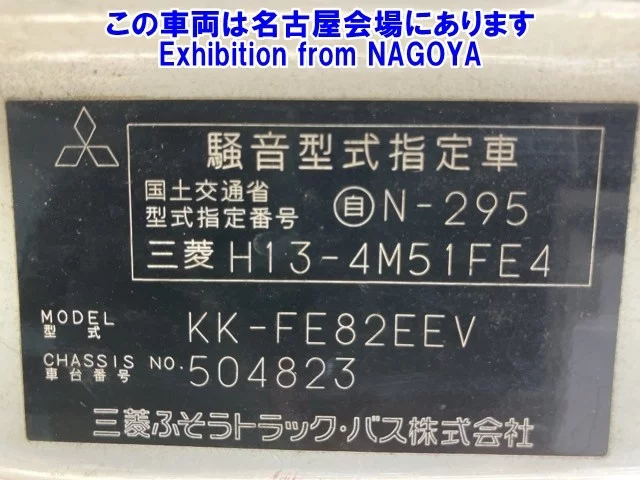 この車両は名古屋会場にあります
Exhibition from NAGOYA
騒音型式指定車
国土交通省
型式指定番号 自N-295
三菱 H13-4M51FE4
MODEL
型式 KK-FE82EEV
CHASSIS NO.
車台番号 504823
三菱ふそうトラック・バス株式会社